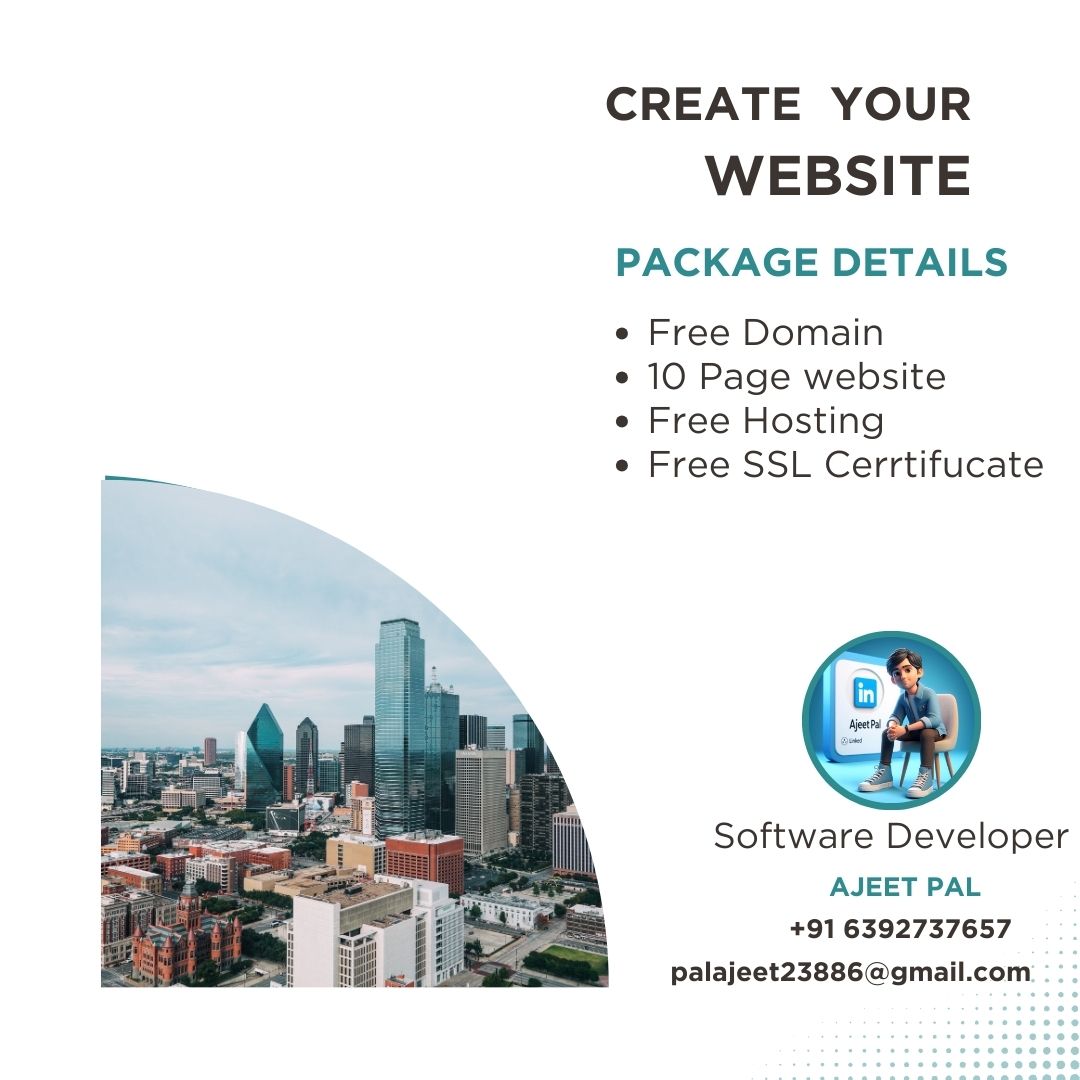 CREATE YOUR
WEBSITE
PACKAGE DETAILS
• Free Domain
• 10 Page website
• Free Hosting
• Free SSL Cerrtifucate
in
Ajeet Pal
Linked
Software Developer
AJEET PAL
+91 6392737657
palajeet23886@gmail.com